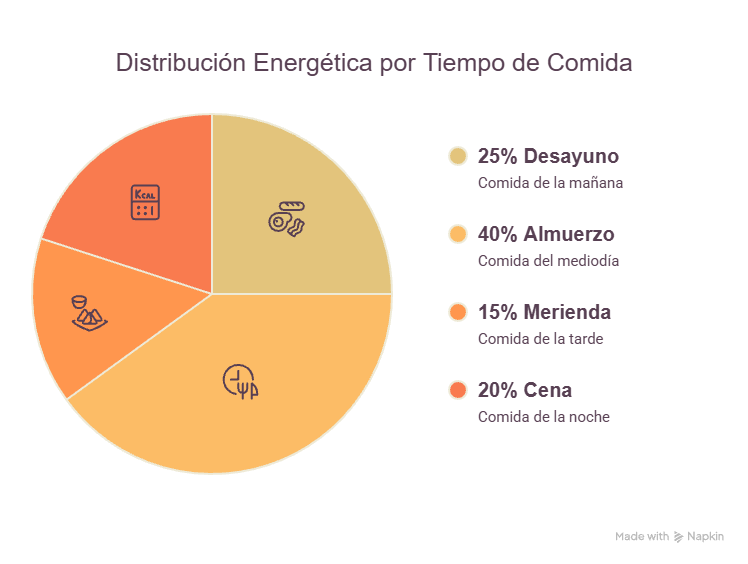 Distribución Energética por Tiempo de Comida
KCAL
25% Desayuno
Comida de la mañana
40% Almuerzo
Comida del mediodía
15% Merienda
Comida de la tarde
20% Cena
Comida de la noche
Made with Napkin